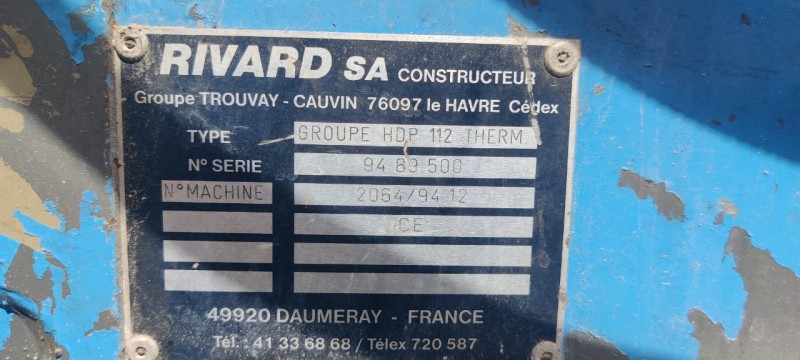 RIVARD SA CONSTRUCTEUR
Groupe TROUVAY - CAUVIN 76097 le HAVRE Cédex
TYPE GROUPE HDP 112 THERM
N° SERIE 94.89.500
N° MACHINE 2064/94.12
CE
49920 DAUMERAY - FRANCE
Tél.: 41 33 68 68 / Télex 720 587